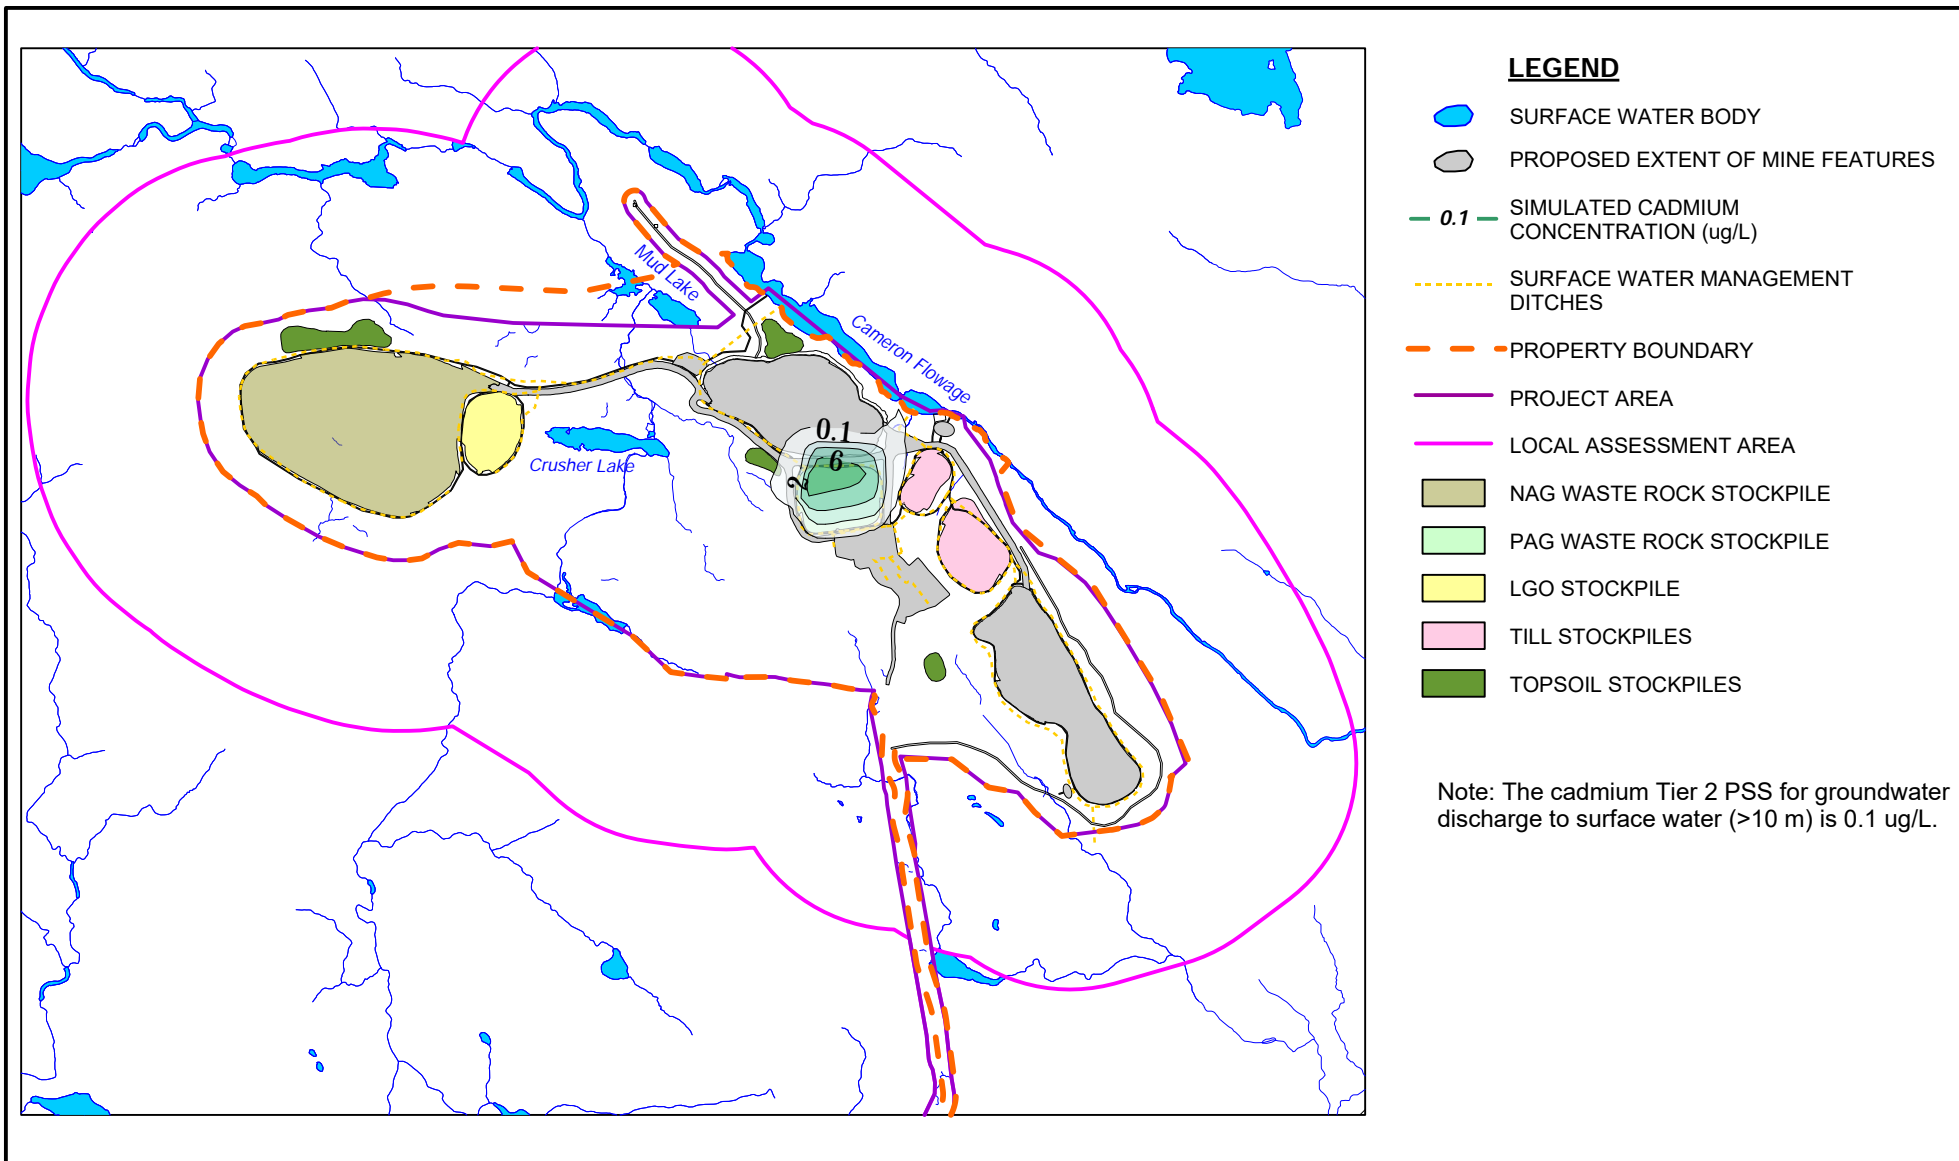 LEGEND
SURFACE WATER BODY
PROPOSED EXTENT OF MINE FEATURES
0.1
SIMULATED CADMIUM
CONCENTRATION (ug/L)
SURFACE WATER MANAGEMENT
DITCHES
PROPERTY BOUNDARY
PROJECT AREA
LOCAL ASSESSMENT AREA
NAG WASTE ROCK STOCKPILE
PAG WASTE ROCK STOCKPILE
LGO STOCKPILE
TILL STOCKPILES
TOPSOIL STOCKPILES
Note: The cadmium Tier 2 PSS for groundwater
discharge to surface water (>10 m) is 0.1 ug/L.
Mud Lake
Cameron Flowage
Crusher Lake
0.1
6
2